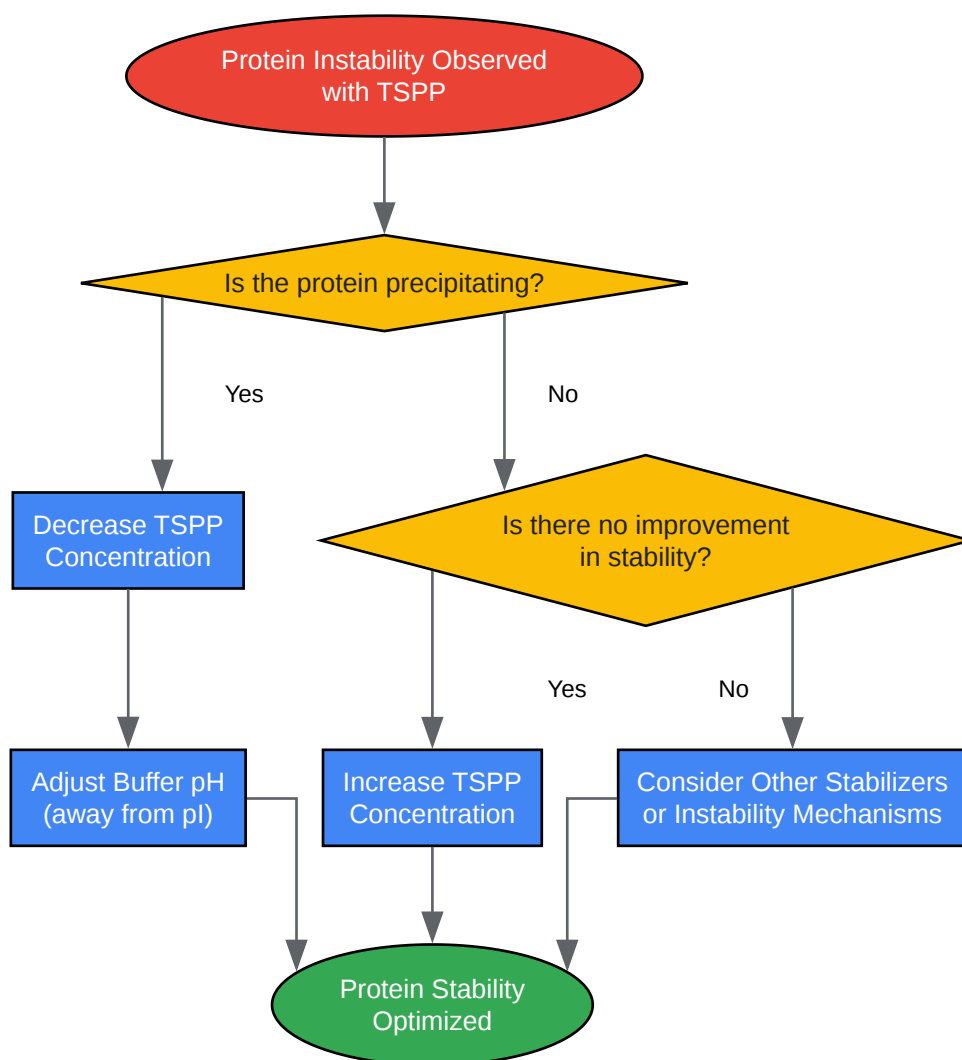 Protein Instability Observed
with TSPP
Is the protein precipitating?
Yes
No
Decrease TSPP
Concentration
Is there no improvement
in stability?
Yes
No
Adjust Buffer pH
(away from pI)
Increase TSPP
Concentration
Consider Other Stabilizers
or Instability Mechanisms
Protein Stability
Optimized